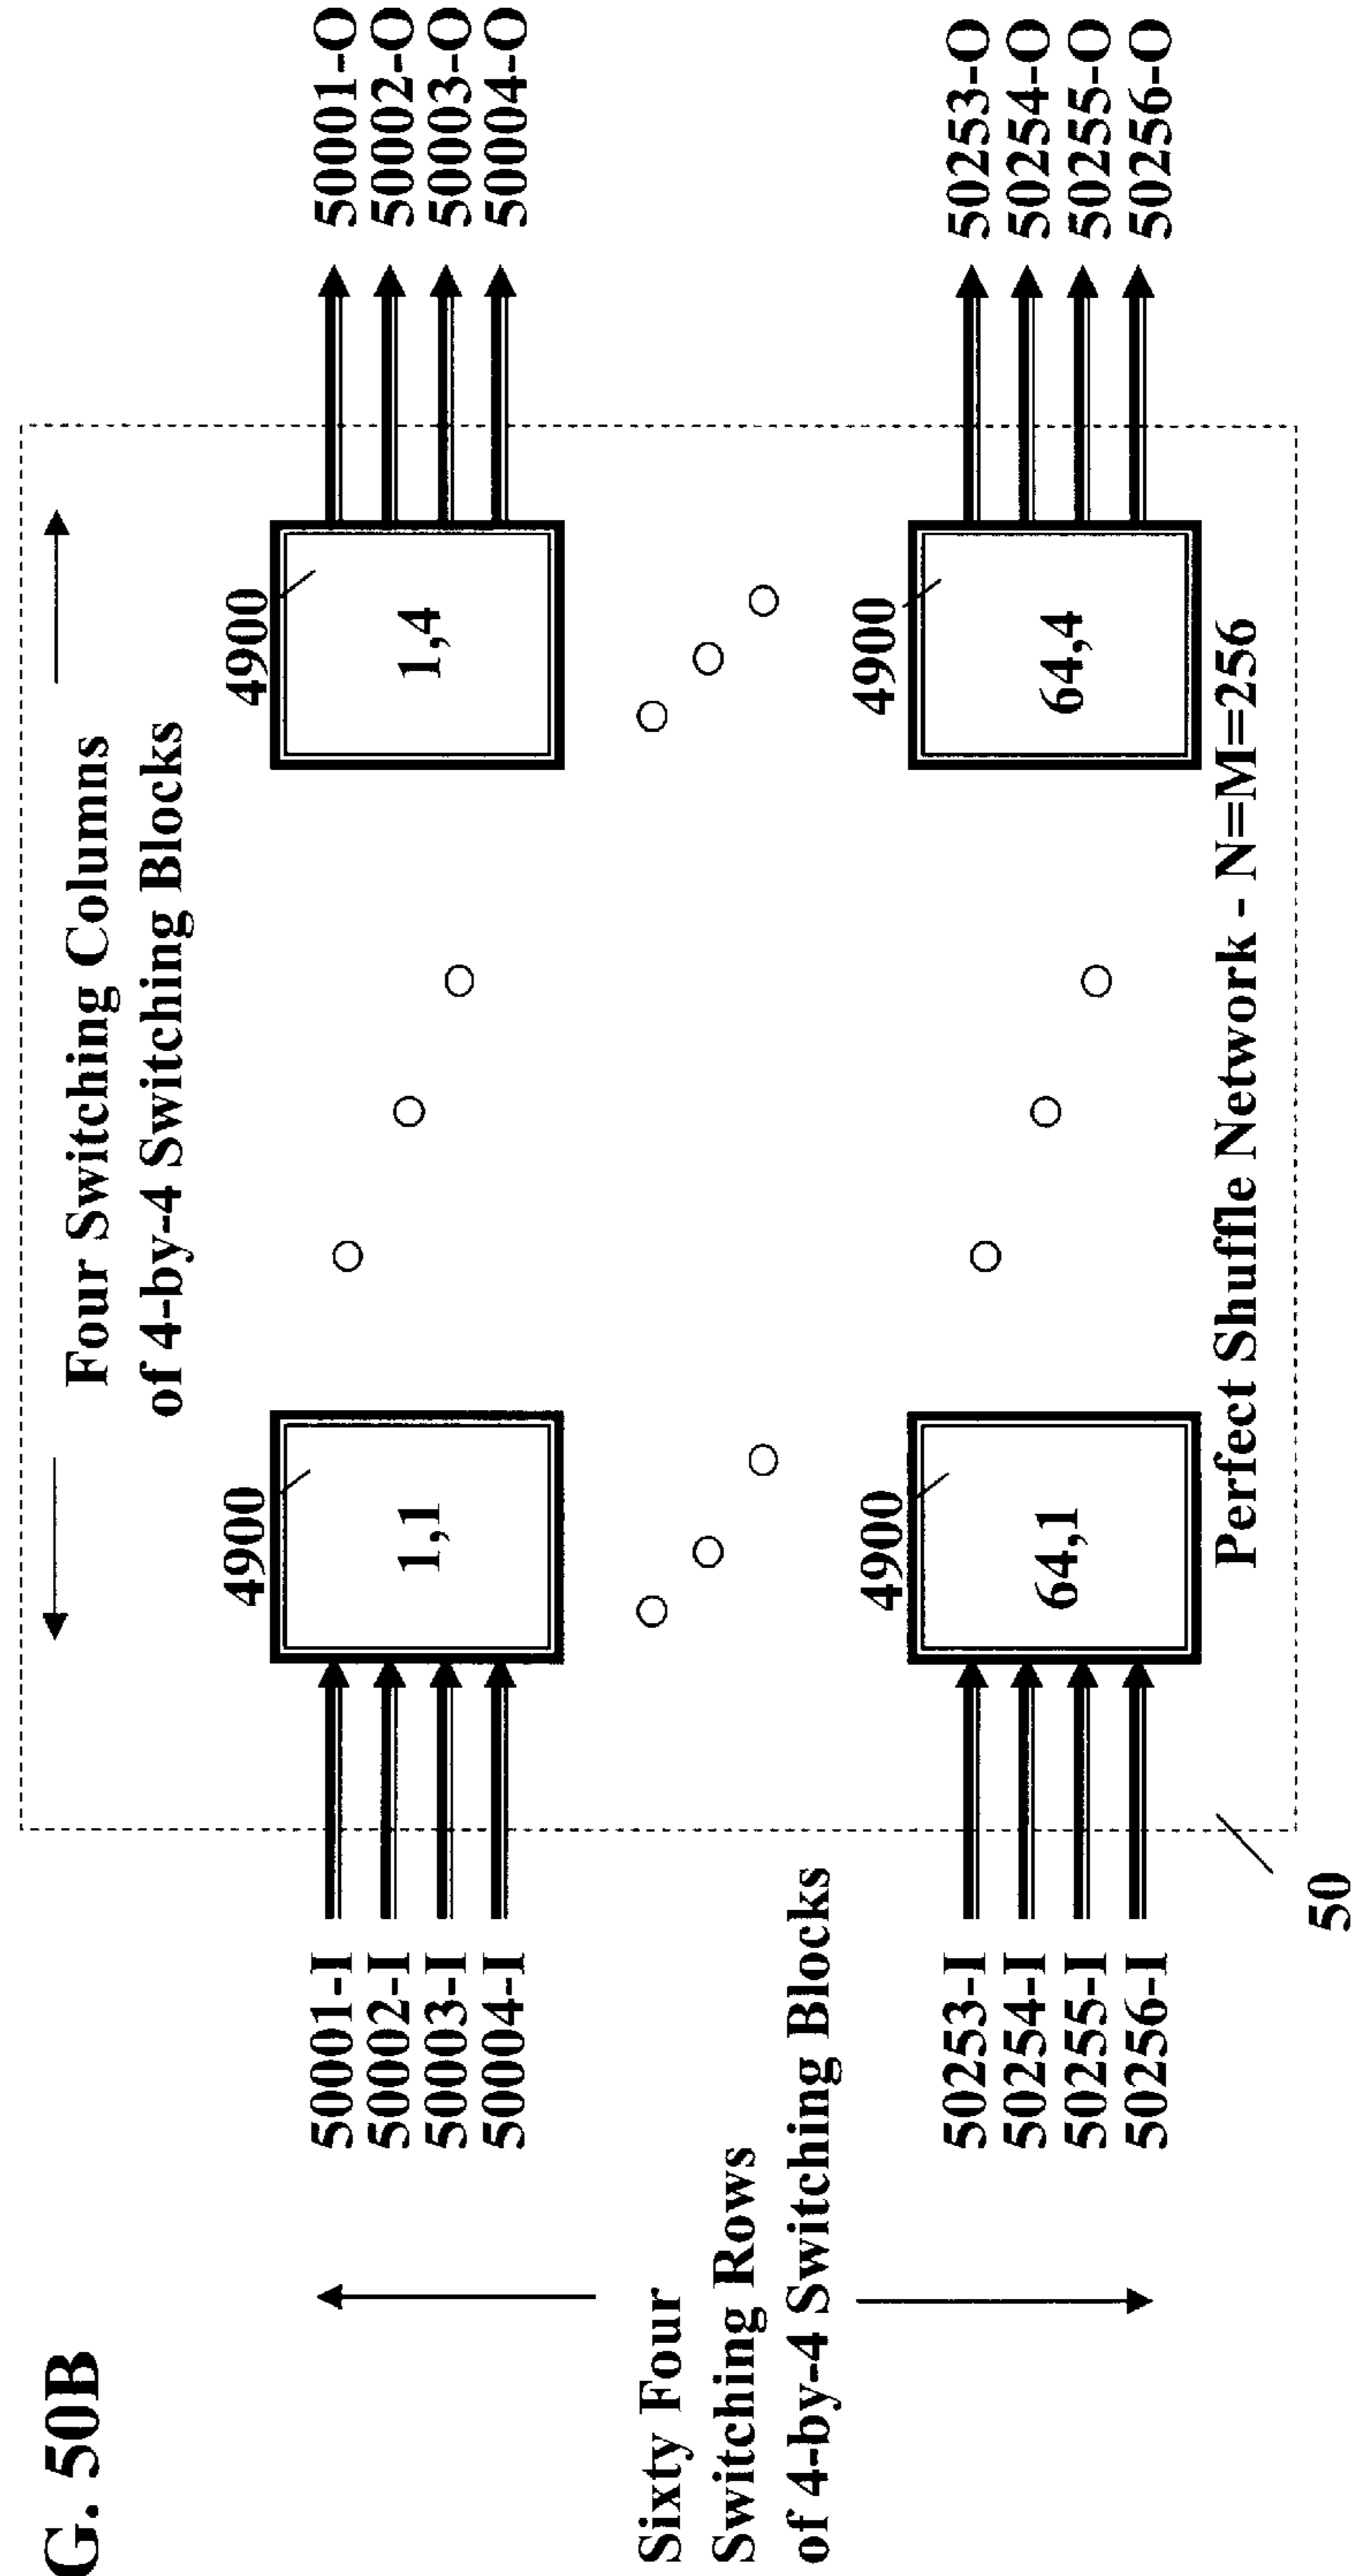 G. 50B
Four Switching Columns
of 4-by-4 Switching Blocks
Sixty Four
Switching Rows
of 4-by-4 Switching Blocks
50001-I
50002-I
50003-I
50004-I
4900
1,1
4900
1,4
50001-O
50002-O
50003-O
50004-O
50253-I
50254-I
50255-I
50256-I
4900
64,1
4900
64,4
50253-O
50254-O
50255-O
50256-O
Perfect Shuffle Network - N=M=256
50